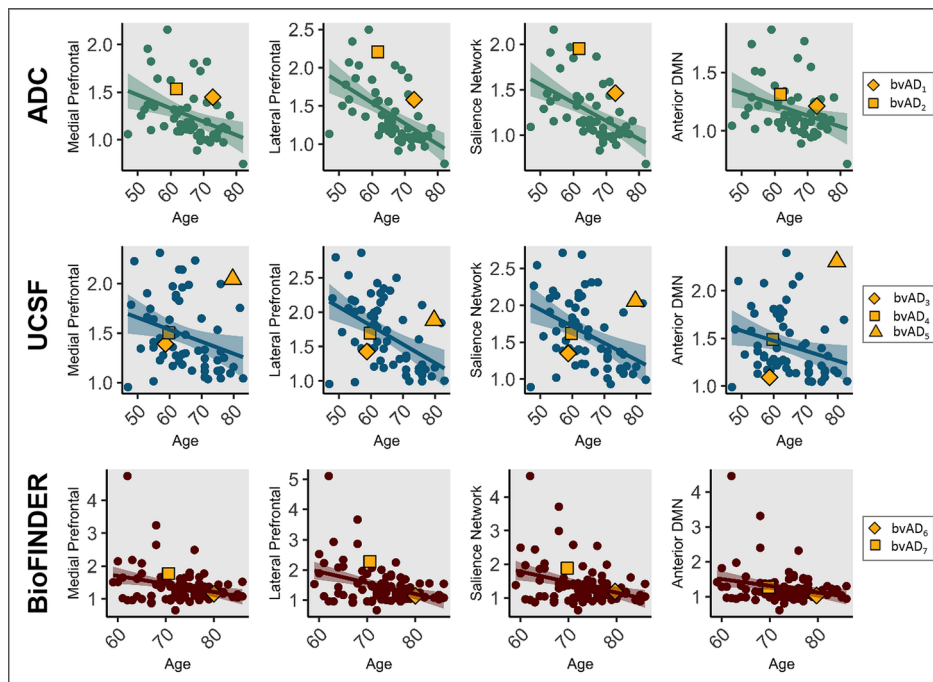 ADC
Medial Prefrontal
2.0
1.5
1.0
50 60 70 80
Age
Lateral Prefrontal
2.5
2.0
1.5
1.0
50 60 70 80
Age
Salience Network
2.0
1.5
1.0
50 60 70 80
Age
Anterior DMN
1.5
1.0
50 60 70 80
Age
bvAD1
bvAD2
UCSF
Medial Prefrontal
2.0
1.5
1.0
50 60 70 80
Age
Lateral Prefrontal
2.5
2.0
1.5
1.0
50 60 70 80
Age
Salience Network
2.5
2.0
1.5
1.0
50 60 70 80
Age
Anterior DMN
2.0
1.5
1.0
50 60 70 80
Age
bvAD3
bvAD4
bvAD5
BioFINDER
Medial Prefrontal
4
3
2
1
60 70 80
Age
Lateral Prefrontal
5
4
3
2
1
60 70 80
Age
Salience Network
4
3
2
1
60 70 80
Age
Anterior DMN
4
3
2
1
60 70 80
Age
bvAD6
bvAD7